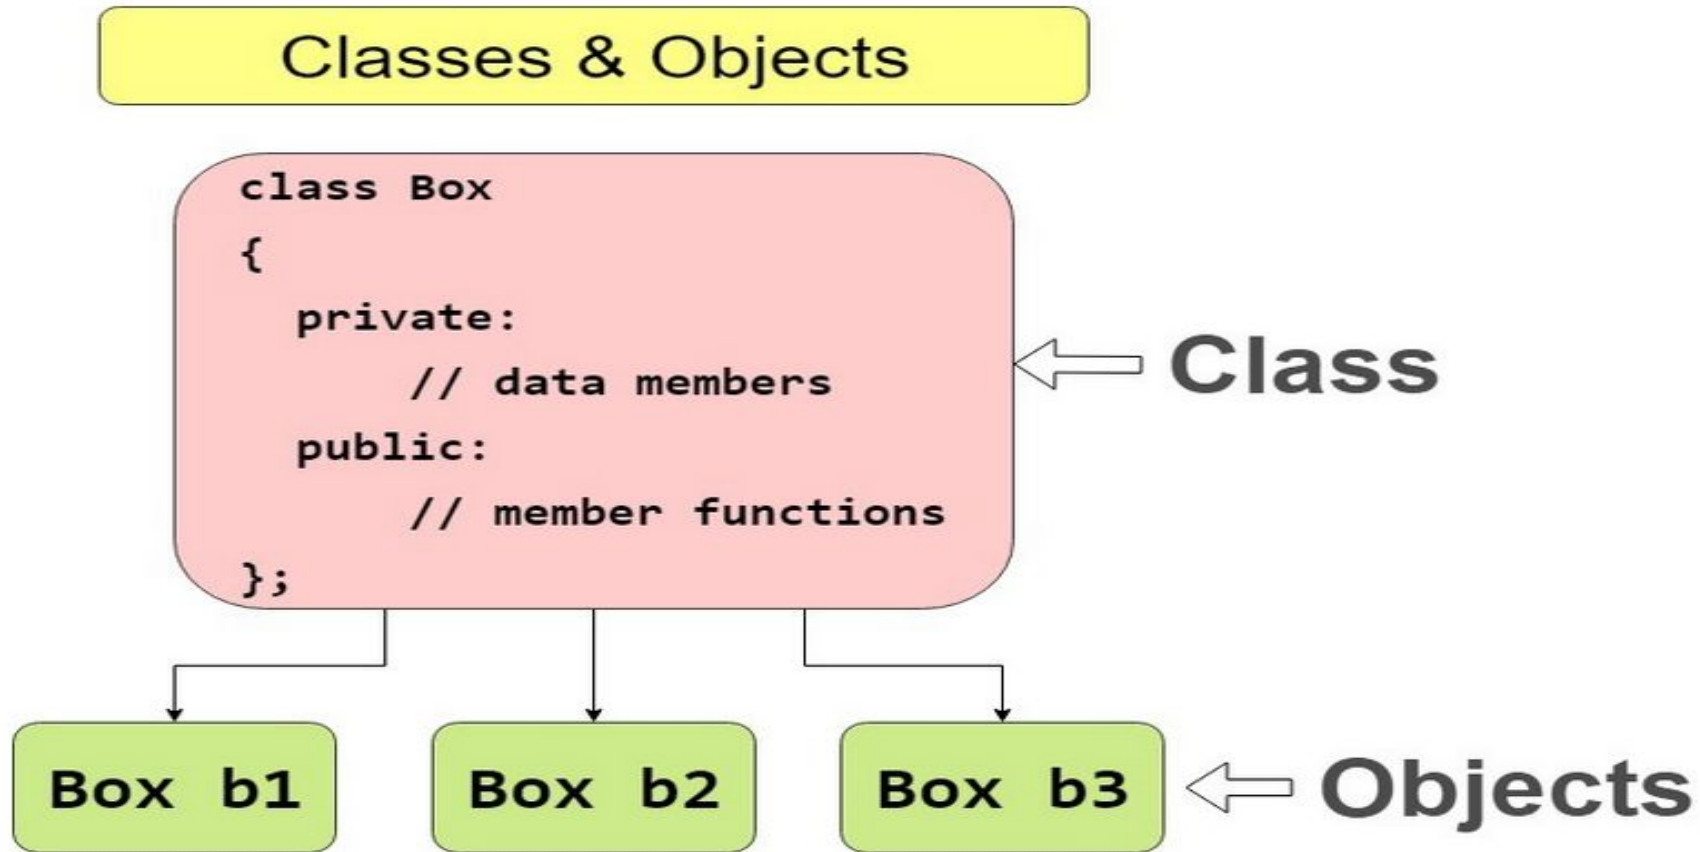 Classes & Objects
class Box
{
private:
// data members
public:
// member functions
};
Class
Box b1
Box b2
Box b3
Objects